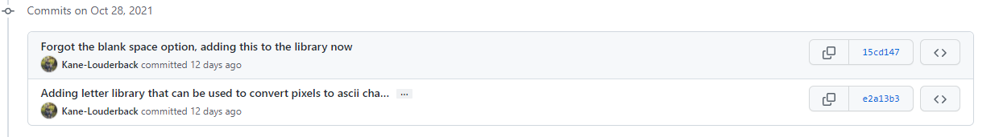 Commits on Oct 28, 2021
Forgot the blank space option, adding this to the library now
Kane-Louderback committed 12 days ago
15cd147
Adding letter library that can be used to convert pixels to ascii cha... ...
Kane-Louderback committed 12 days ago
e2a13b3